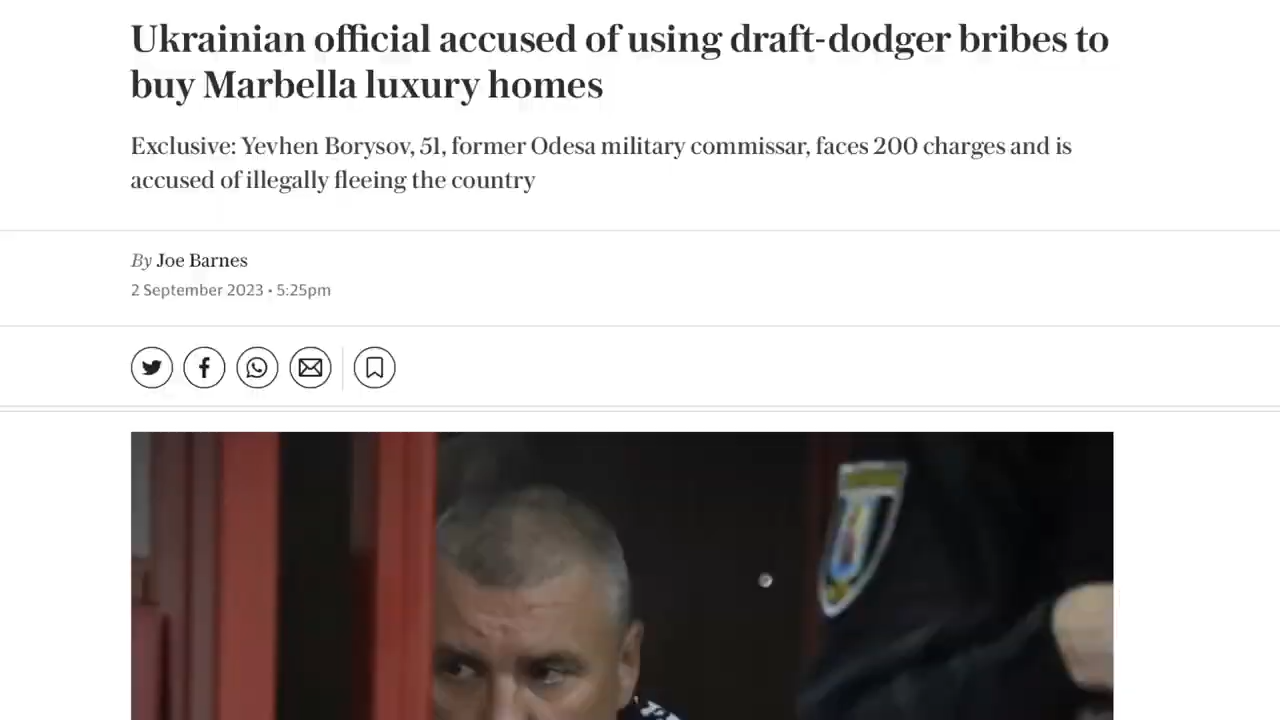 Ukrainian official accused of using draft-dodger bribes to
buy Marbella luxury homes
Exclusive: Yevhen Borysov, 51, former Odesa military commissar, faces 200 charges and is
accused of illegally fleeing the country
By Joe Barnes
2 September 2023 • 5:25pm